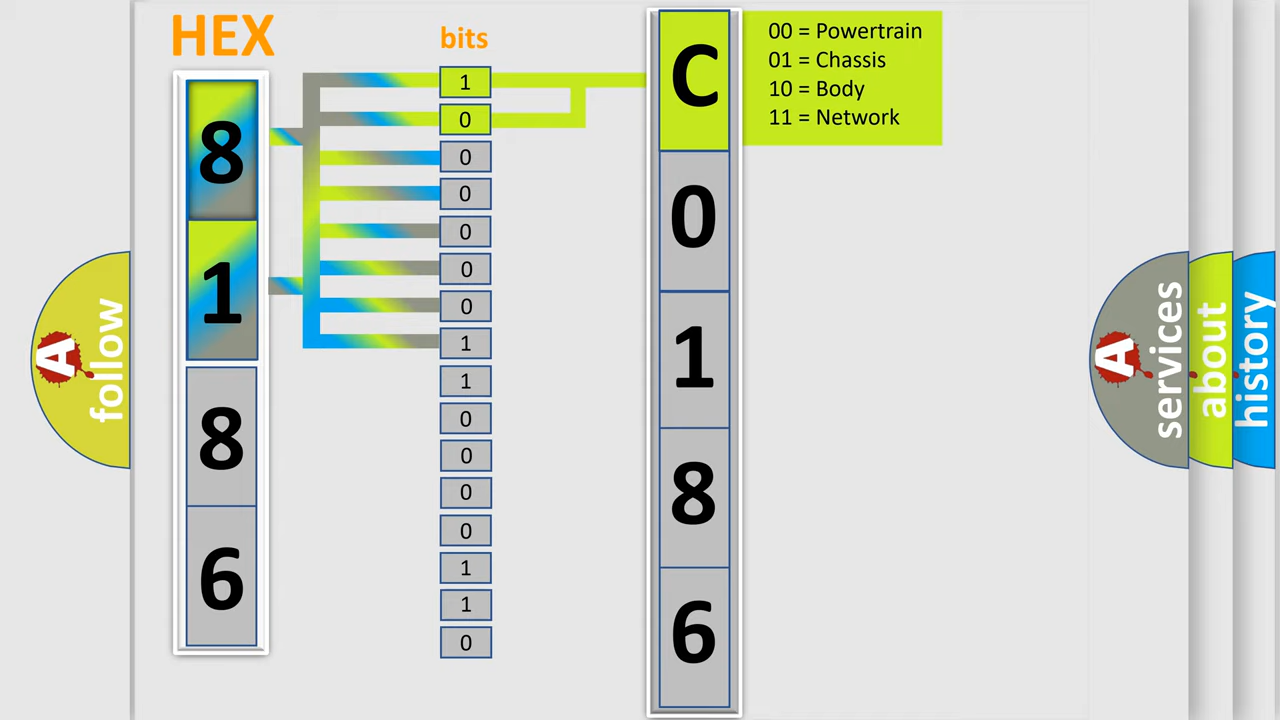 HEX
bits
8
1
8
6
1
0
0
0
0
0
0
1
1
0
0
0
0
1
1
0
C
0
1
8
6
00 = Powertrain
01 = Chassis
10 = Body
11 = Network
A
follow
A
services
about
history